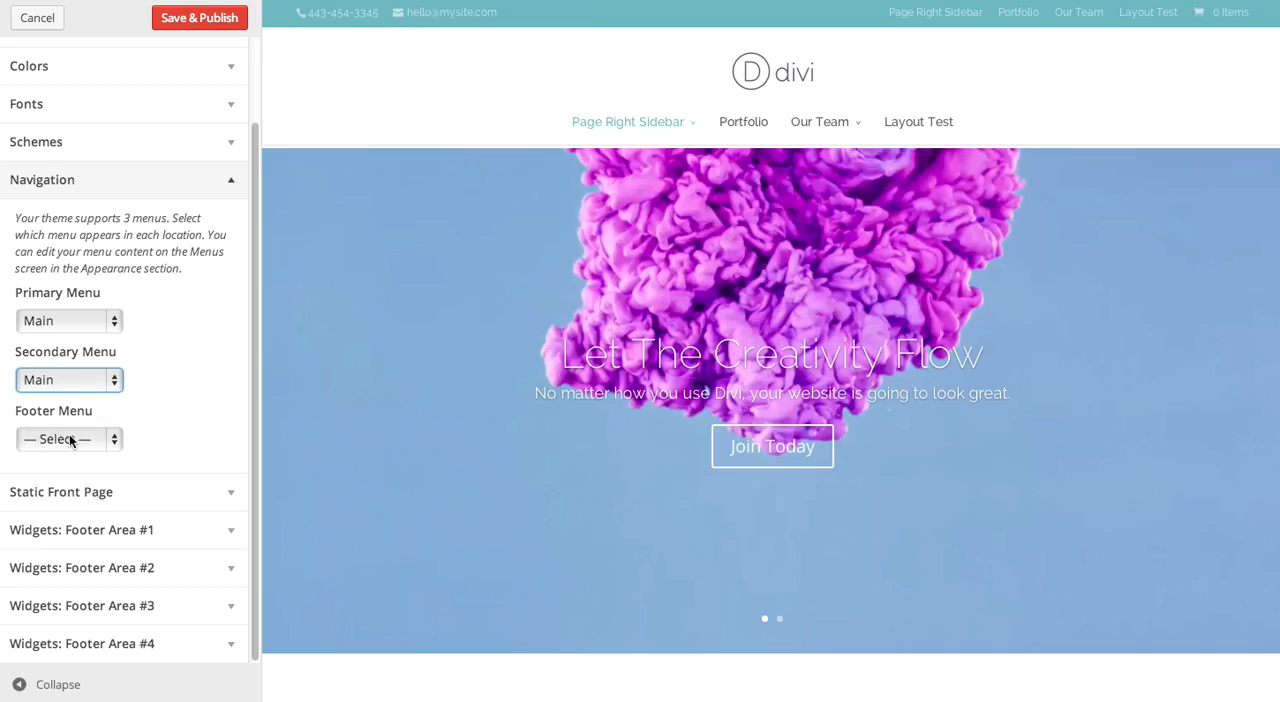 Cancel
Save & Publish
Colors
Fonts
Schemes
Navigation
Your theme supports 3 menus. Select
which menu appears in each location. You
can edit your menu content on the Menus
screen in the Appearance section.
Primary Menu
Main
Secondary Menu
Main
Footer Menu
— Select —
Static Front Page
Widgets: Footer Area #1
Widgets: Footer Area #2
Widgets: Footer Area #3
Widgets: Footer Area #4
Collapse
443-454-3345 hello@mysite.com
Page Right Sidebar Portfolio Our Team Layout Test 0 Items
D divi
Page Right Sidebar Portfolio Our Team Layout Test
Let The Creativity Flow
No matter how you use Divi, your website is going to look great.
Join Today